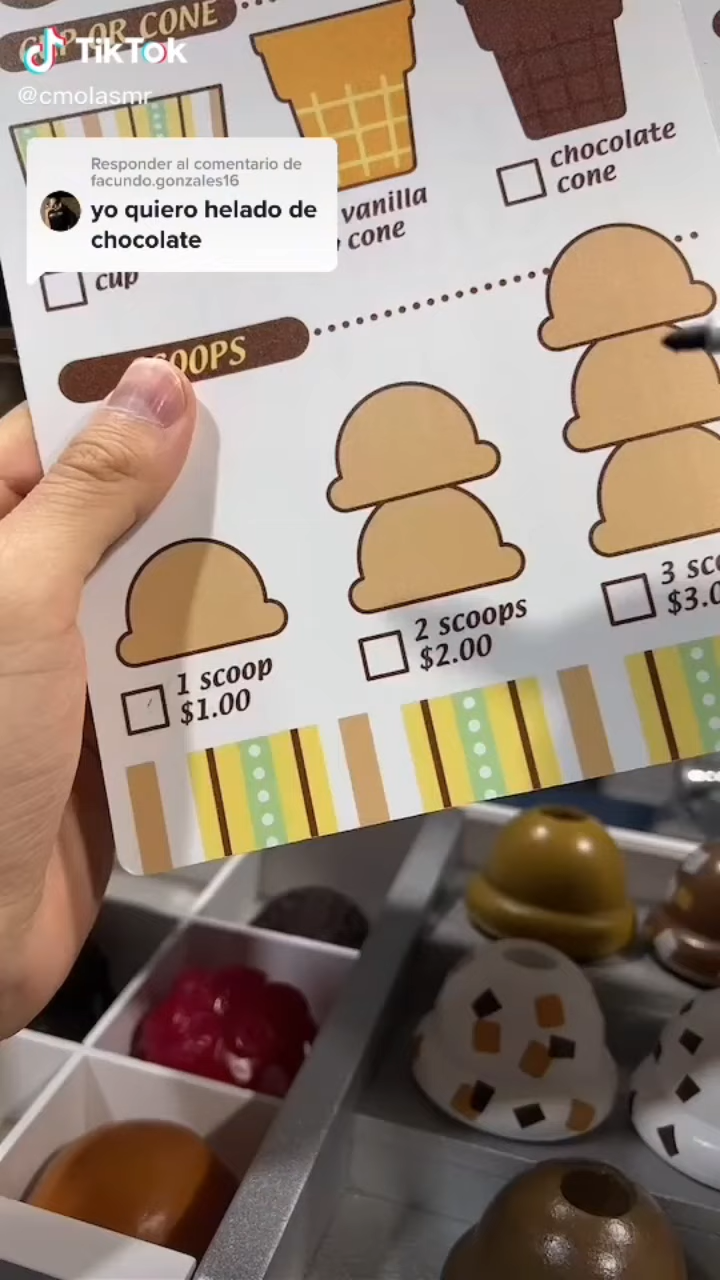 CUP OR CONE
TikTok
@cmolasmr
Responder al comentario de
facundo.gonzales16
yo quiero helado de
chocolate
cup
vanilla
cone
chocolate
cone
SCOOPS
1 scoop
$1.00
2 scoops
$2.00
3